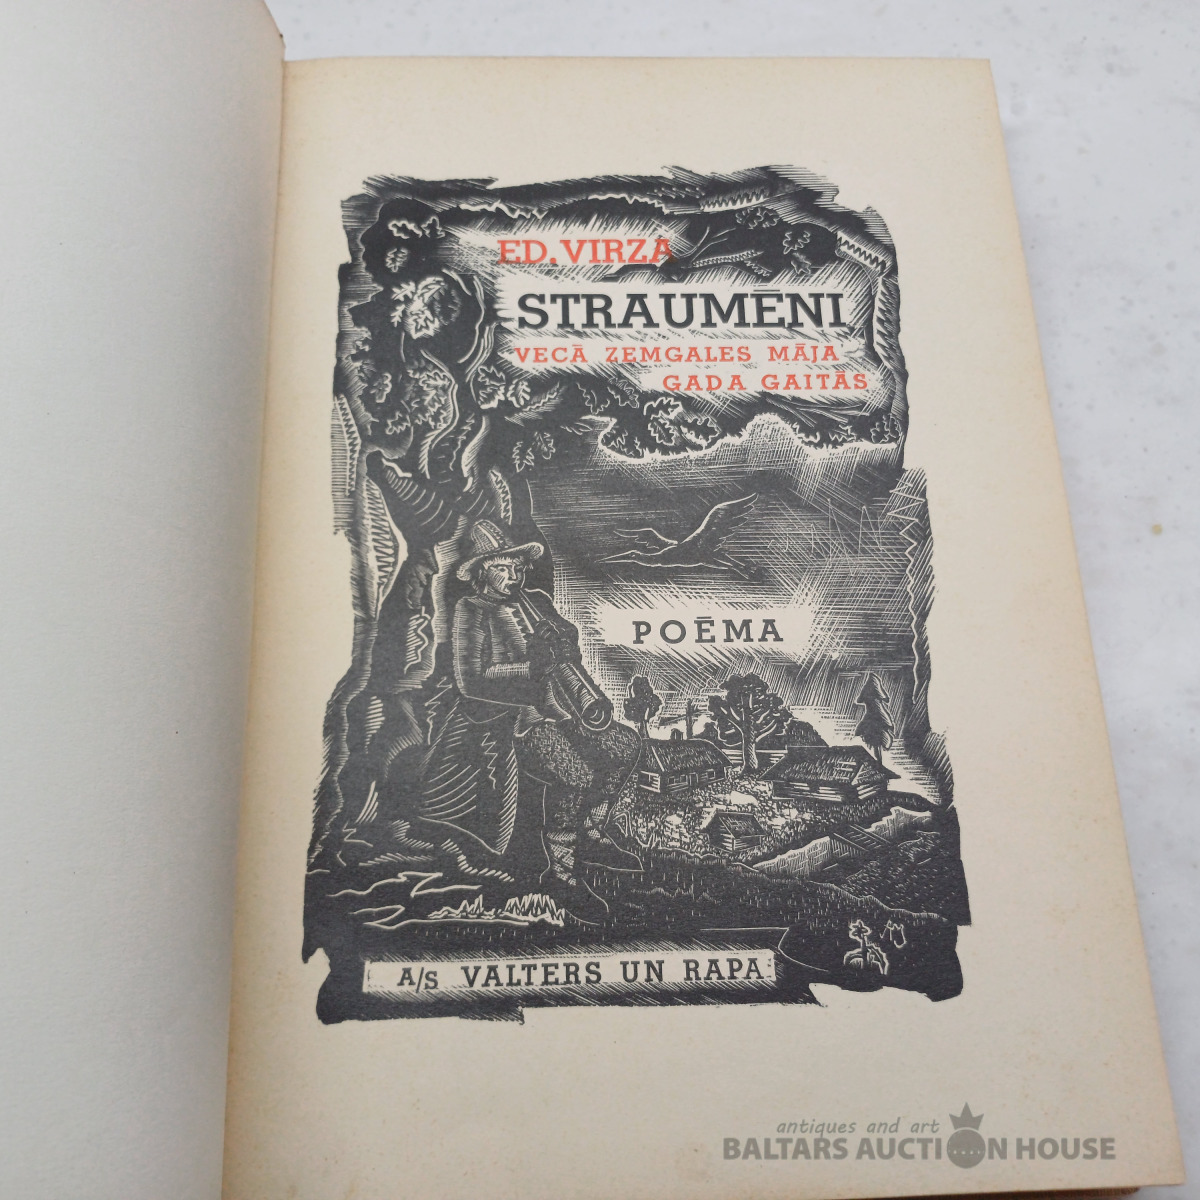 ED. VIRZA
STRAUMĒNI
VECĀ ZEMGALES MĀJA
GADA GAITĀS
POĒMA
A/S VALTERS UN RAPA
antiques and art
BALTARS AUCTION HOUSE